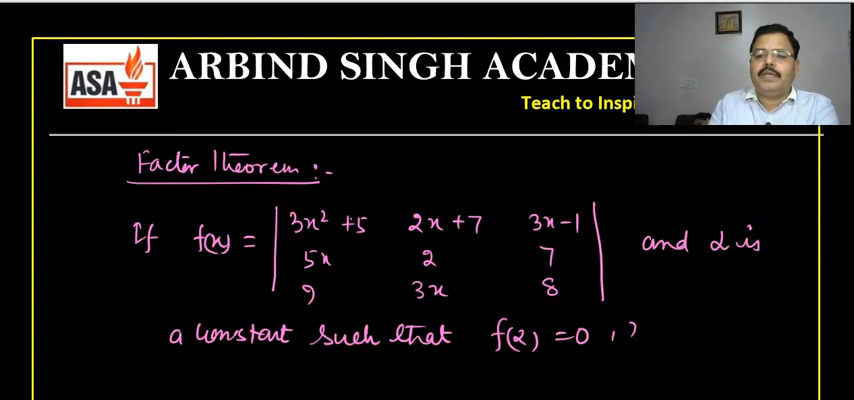 ASA
ARBIND SINGH ACADEM
Teach to Inspi
Factor Theorem :-
If f(x) = | 3x² + 5 2x + 7 3x - 1 | and α is
5x 2 7
9 3x 8
a constant such that f(α) = 0 ,